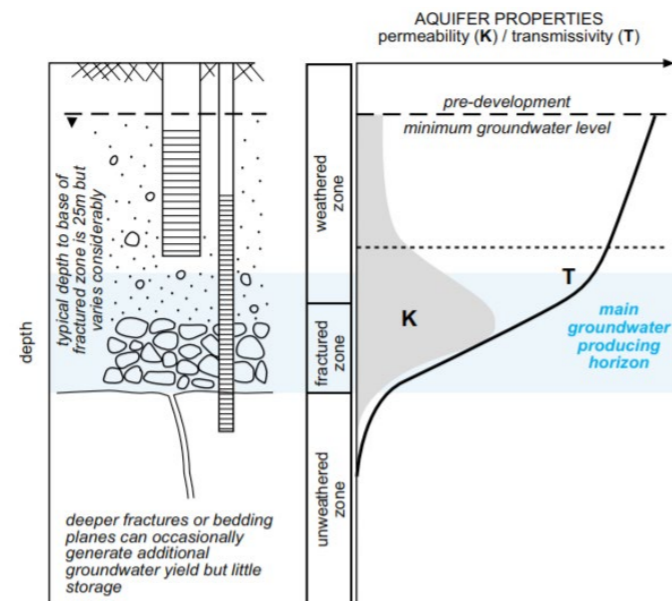 AQUIFER PROPERTIES
permeability (K) / transmissivity (T)
pre-development
minimum groundwater level
typical depth to base of
fractured zone is 25m but
varies considerably
depth
weathered
zone
fractured
zone
unweathered
zone
K
T
main
groundwater
producing
horizon
deeper fractures or bedding
planes can occasionally
generate additional
groundwater yield but little
storage